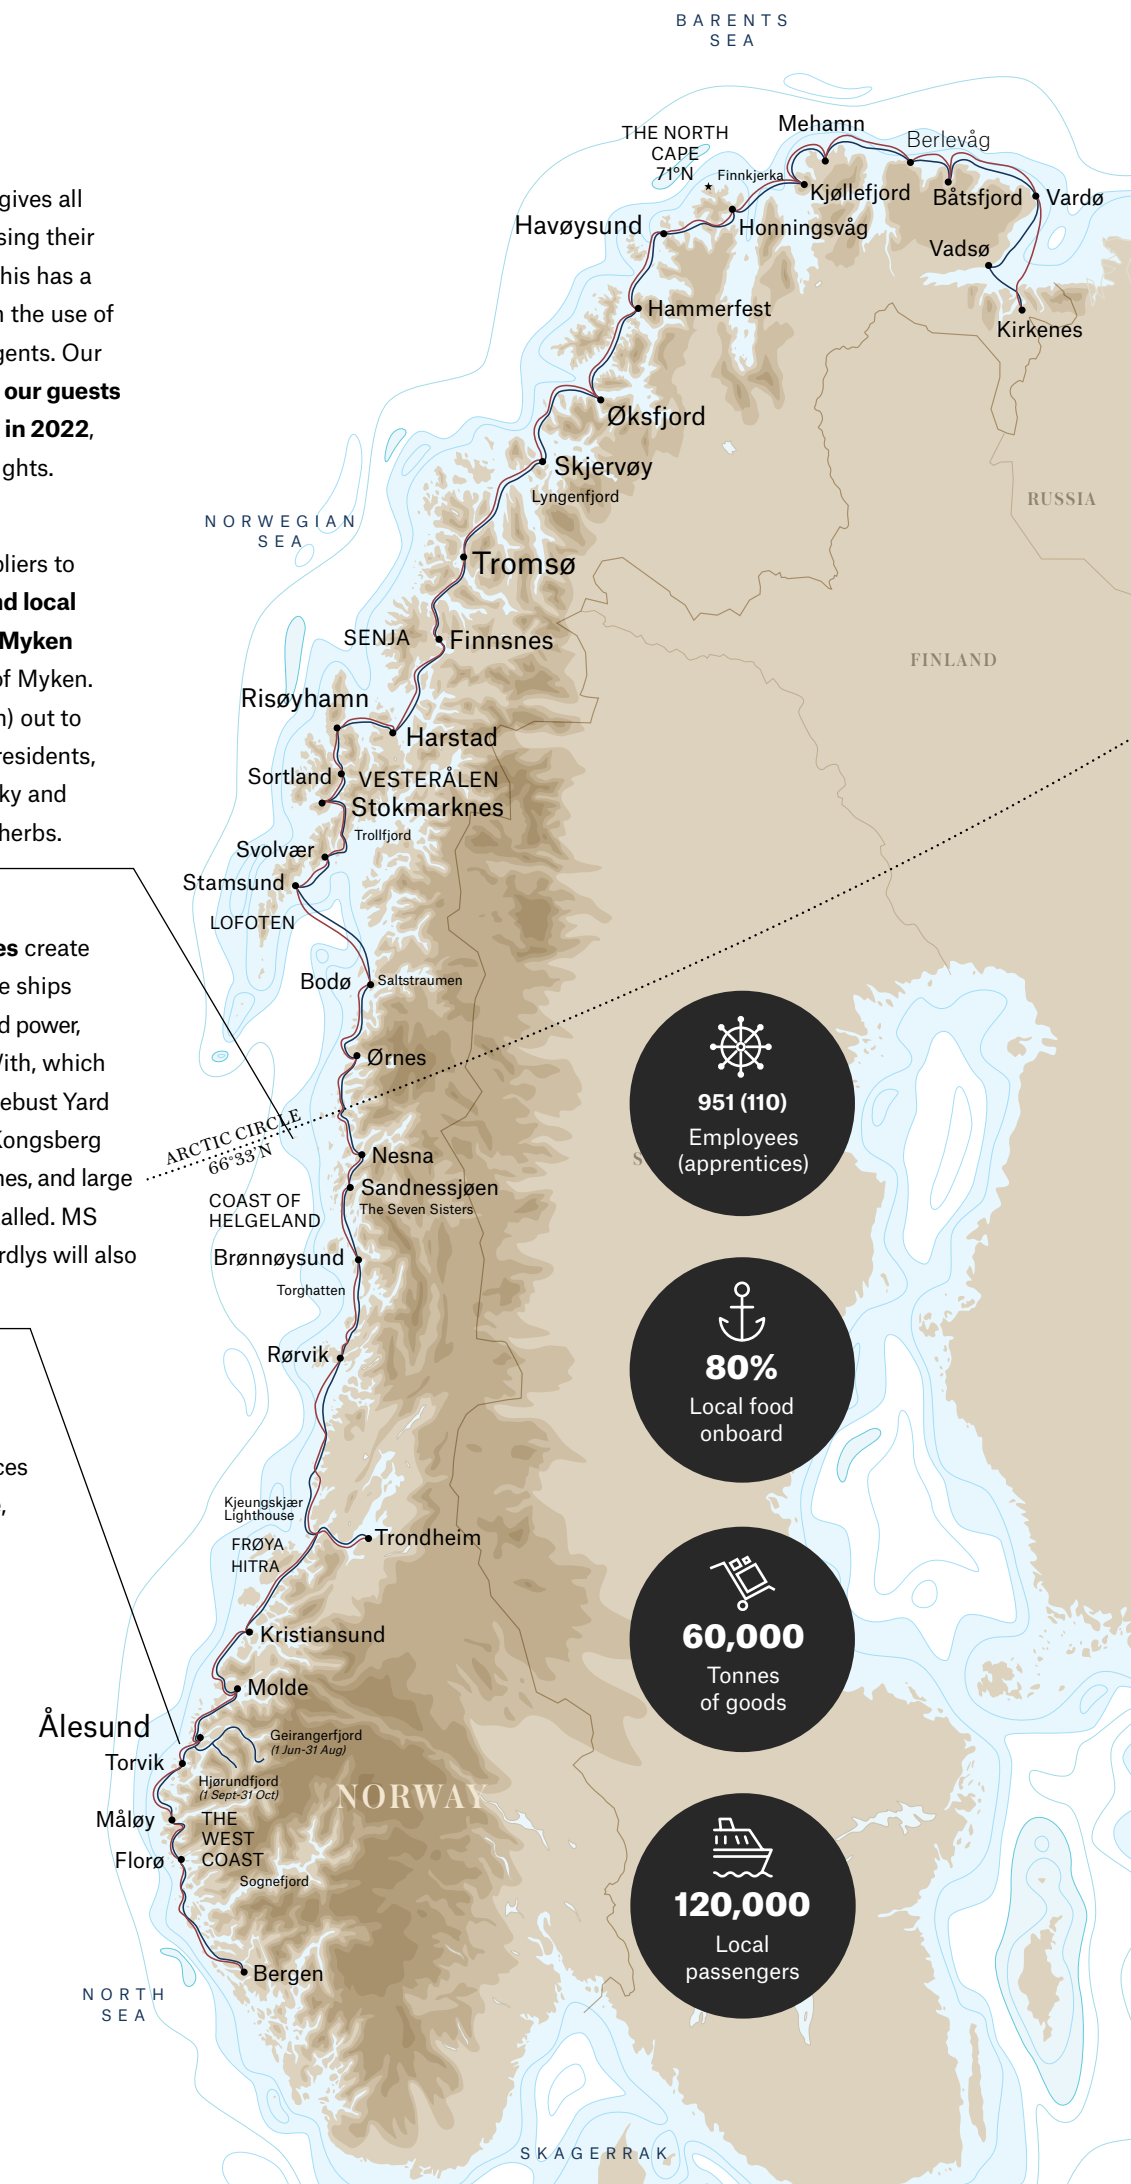 BARENTS
SEA
THE NORTH
CAPE
71°N
Finnkjerka
Mehamn
Berlevåg
Kjøllefjord
Båtsfjord
Vardø
Havøysund
Honningsvåg
Vadsø
Hammerfest
Kirkenes
Øksfjord
Skjervøy
Lyngenfjord
RUSSIA
NORWEGIAN
SEA
Tromsø
SENJA
Finnsnes
FINLAND
Risøyhamn
Harstad
Sortland
VESTERÅLEN
Stokmarknes
Trollfjord
Svolvær
Stamsund
LOFOTEN
Bodø
Saltstraumen
Ørnes
ARCTIC CIRCLE
66°33'N
Nesna
Sandnessjøen
The Seven Sisters
COAST OF
HELGELAND
Brønnøysund
Torghatten
Rørvik
Kjeungskjær
Lighthouse
FRØYA
HITRA
Trondheim
Kristiansund
Molde
Ålesund
Geirangerfjord
(1 Jun-31 Aug)
Torvik
Hjørundfjord
(1 Sept-31 Oct)
NORWAY
Måløy
THE
WEST
COAST
Florø
Sognefjord
Bergen
NORTH
SEA
SKAGERRAK
gives all
sing their
his has a
n the use of
gents. Our
our guests
in 2022,
ghts.
pliers to
nd local
Myken
of Myken.
n) out to
residents,
ky and
herbs.
es create
e ships
d power,
With, which
ebust Yard
Kongsberg
nes, and large
alled. MS
rdlys will also
ces
,
951 (110)
Employees
(apprentices)
80%
Local food
onboard
60,000
Tonnes
of goods
120,000
Local
passengers